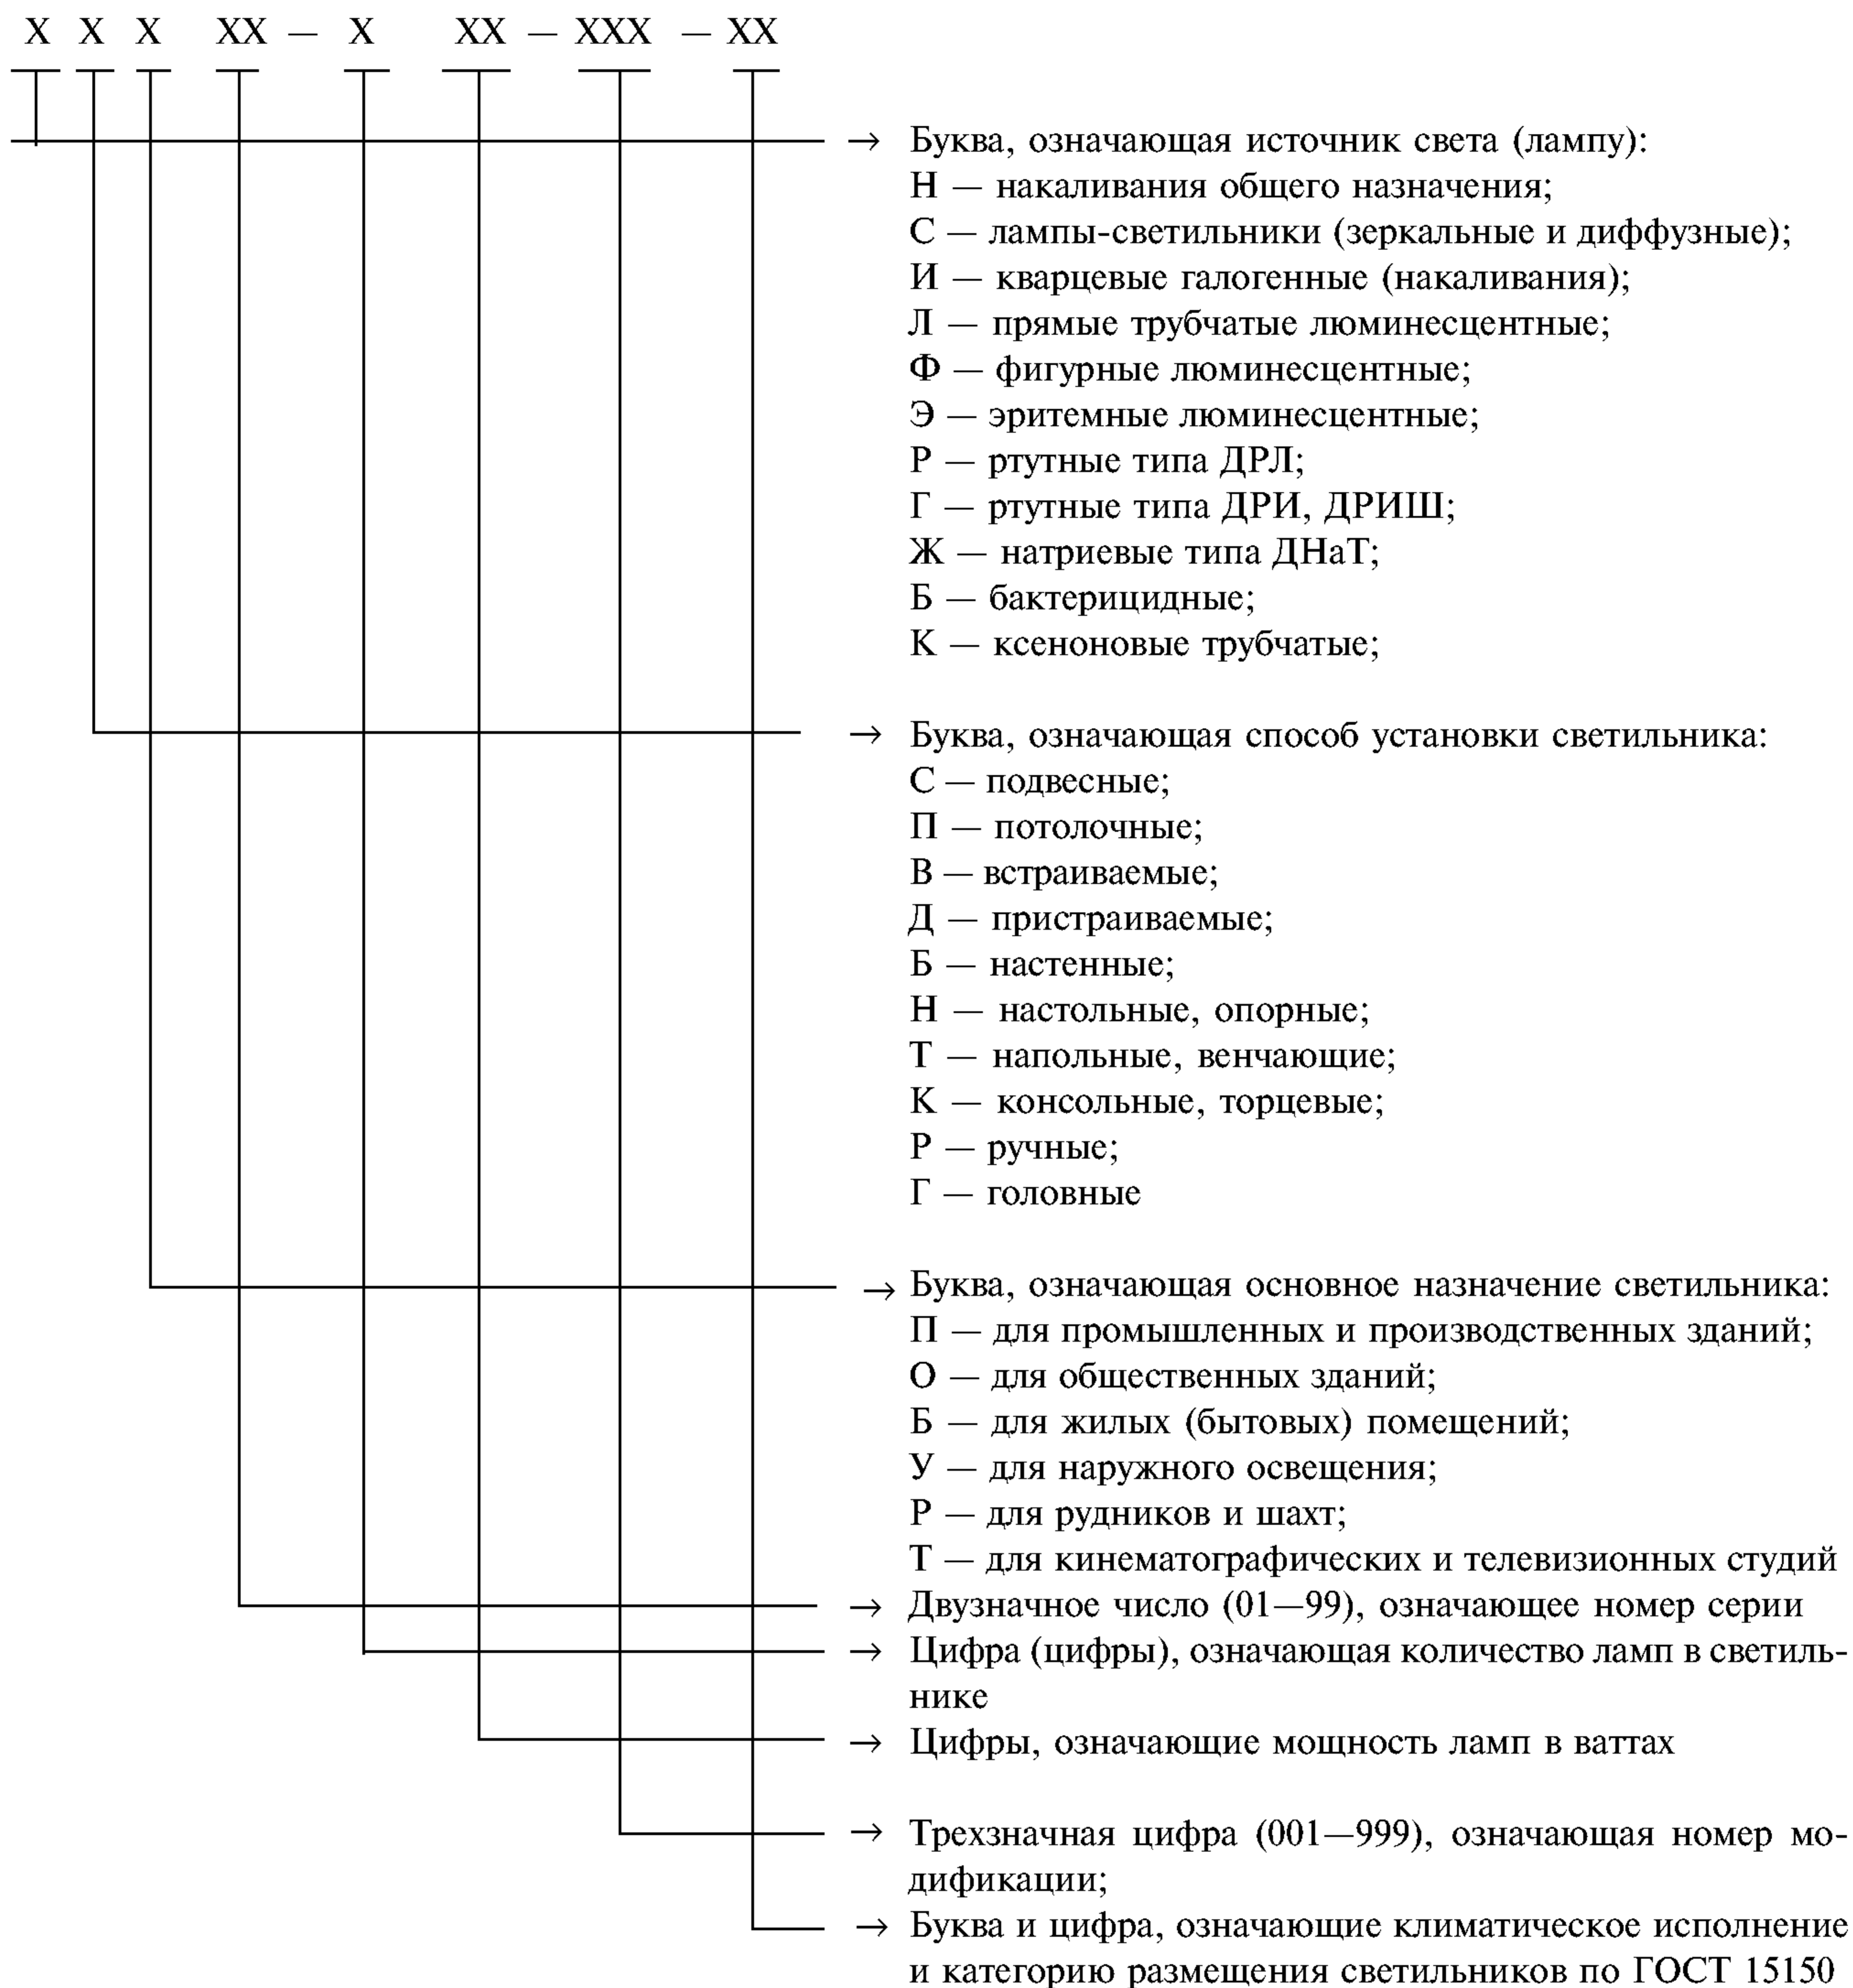 Х Х Х ХХ — Х ХХ — ХХХ — ХХ
→ Буква, означающая источник света (лампу):
Н — накаливания общего назначения;
С — лампы-светильники (зеркальные и диффузные);
И — кварцевые галогенные (накаливания);
Л — прямые трубчатые люминесцентные;
Ф — фигурные люминесцентные;
Э — эритемные люминесцентные;
Р — ртутные типа ДРЛ;
Г — ртутные типа ДРИ, ДРИШ;
Ж — натриевые типа ДНаТ;
Б — бактерицидные;
К — ксеноновые трубчатые;
→ Буква, означающая способ установки светильника:
С — подвесные;
П — потолочные;
В — встраиваемые;
Д — пристраиваемые;
Б — настенные;
Н — настольные, опорные;
Т — напольные, венчающие;
К — консольные, торцевые;
Р — ручные;
Г — головные
→ Буква, означающая основное назначение светильника:
П — для промышленных и производственных зданий;
О — для общественных зданий;
Б — для жилых (бытовых) помещений;
У — для наружного освещения;
Р — для рудников и шахт;
Т — для кинематографических и телевизионных студий
→ Двузначное число (01—99), означающее номер серии
→ Цифра (цифры), означающая количество ламп в светиль-
нике
→ Цифры, означающие мощность ламп в ваттах
→ Трехзначная цифра (001—999), означающая номер мо-
дификации;
→ Буква и цифра, означающие климатическое исполнение
и категорию размещения светильников по ГОСТ 15150